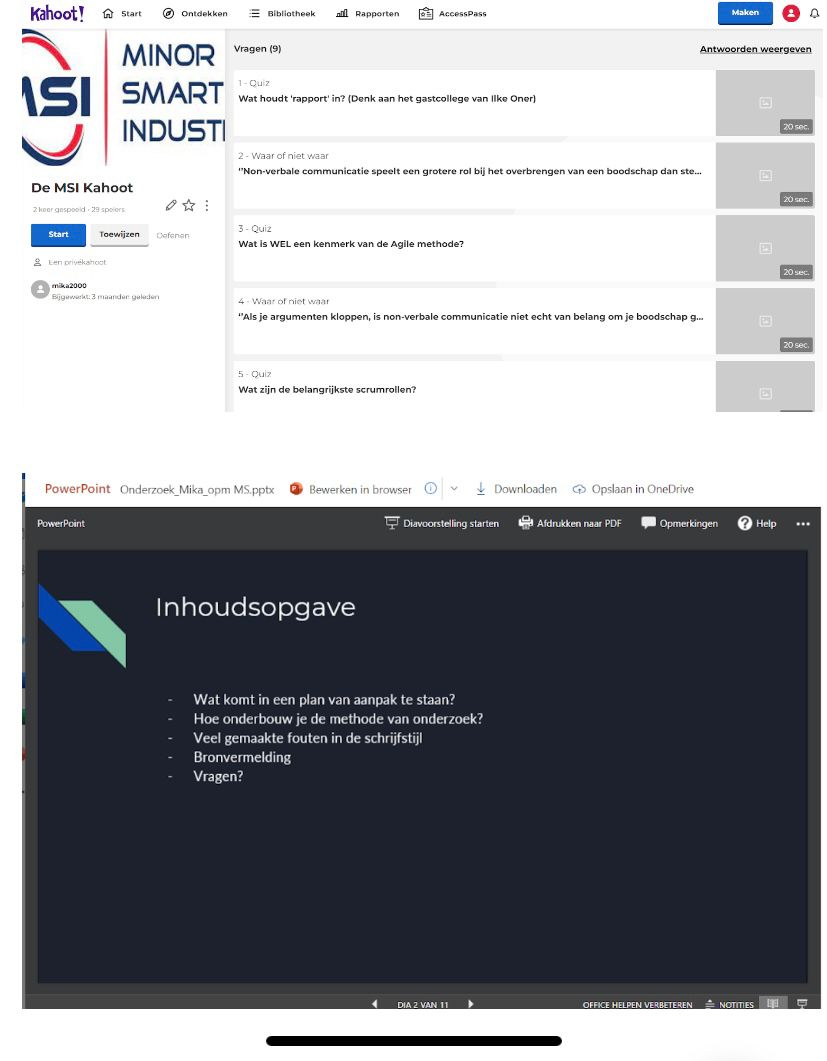 Kahoot! Start Ontdekken Bibliotheek Rapporten AccessPass Maken
MSI MINOR
SMART
INDUSTI
De MSI Kahoot
2 keer gespeeld · 29 spelers
Start Toewijzen Oefenen
Een privékahoot
mika2000
Bijgewerkt: 3 maanden geleden
Vragen (9) Antwoorden weergeven
1 - Quiz
Wat houdt 'rapport' in? (Denk aan het gastcollege van Ilke Oner)
20 sec.
2 - Waar of niet waar
''Non-verbale communicatie speelt een grotere rol bij het overbrengen van een boodschap dan ste...
20 sec.
3 - Quiz
Wat is WEL een kenmerk van de Agile methode?
20 sec.
4 - Waar of niet waar
''Als je argumenten kloppen, is non-verbale communicatie niet echt van belang om je boodschap g...
20 sec.
5 - Quiz
Wat zijn de belangrijkste scrumrollen?
PowerPoint Onderzoek_Mika_opm MS.pptx Bewerken in browser Downloaden Opslaan in OneDrive
PowerPoint Diavoorstelling starten Afdrukken naar PDF Opmerkingen Help ...
Inhoudsopgave
- Wat komt in een plan van aanpak te staan?
- Hoe onderbouw je de methode van onderzoek?
- Veel gemaakte fouten in de schrijfstijl
- Bronvermelding
- Vragen?
DIA 2 VAN 11 OFFICE HELPEN VERBETEREN NOTITIES